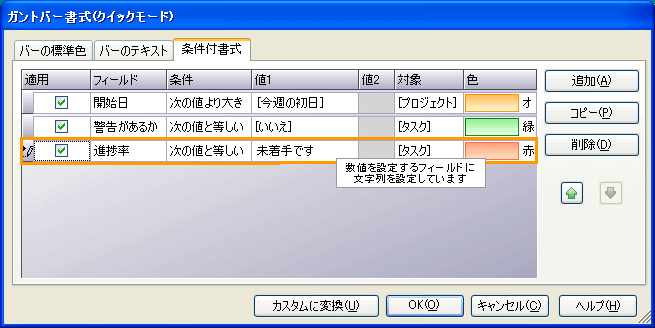 ガントバー書式(クイックモード)
バーの標準色 バーのテキスト 条件付書式
適用 フィールド 条件 値1 値2 対象 色
開始日 次の値より大き [今週の初日] [プロジェクト] オ
警告があるか 次の値と等しい [いいえ] [タスク] 緑
進捗率 次の値と等しい 未着手です [タスク] 赤
数値を設定するフィールドに
文字列を設定しています
追加(A)
コピー(P)
削除(D)
カスタムに変換(U) OK(O) キャンセル(C) ヘルプ(H)